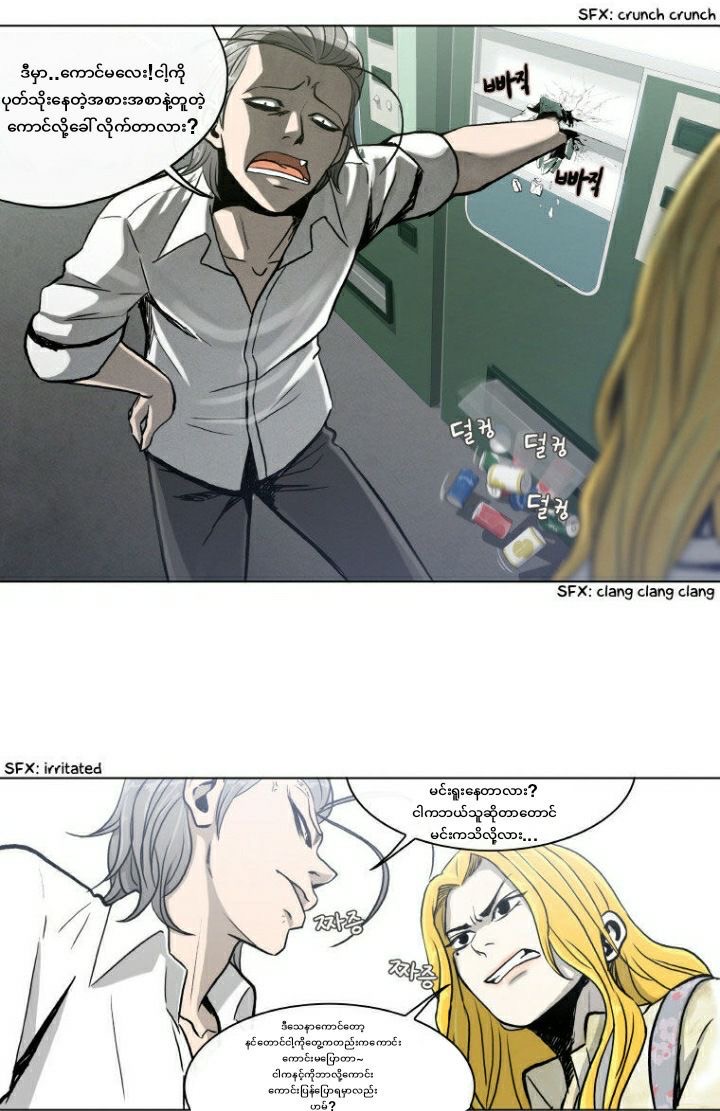 SFX: crunch crunch
ဒီမှာ..ကောင်မလေး!ငါ့ကို
ပုတ်သိုးနေတဲ့အစားအစာနဲ့တူတဲ့
ကောင်လို့ခေါ်လိုက်တာလား?
빠직
빠직
덜컹
덜컹
덜컹
SFX: clang clang clang
SFX: irritated
မင်းရူးနေတာလား?
ငါကဘယ်သူဆိုတာတောင်
မင်းကသိလို့လား...
짜증
짜증
ဒီသေနာကောင်တော့
နင်တောင်ငါ့ကိုတွေ့ကတည်းကကောင်း
ကောင်းမပြောတာ~
ငါကနင့်ကိုဘာလို့ကောင်း
ကောင်းပြန်ပြောရမှာလည်း
ဟမ်?